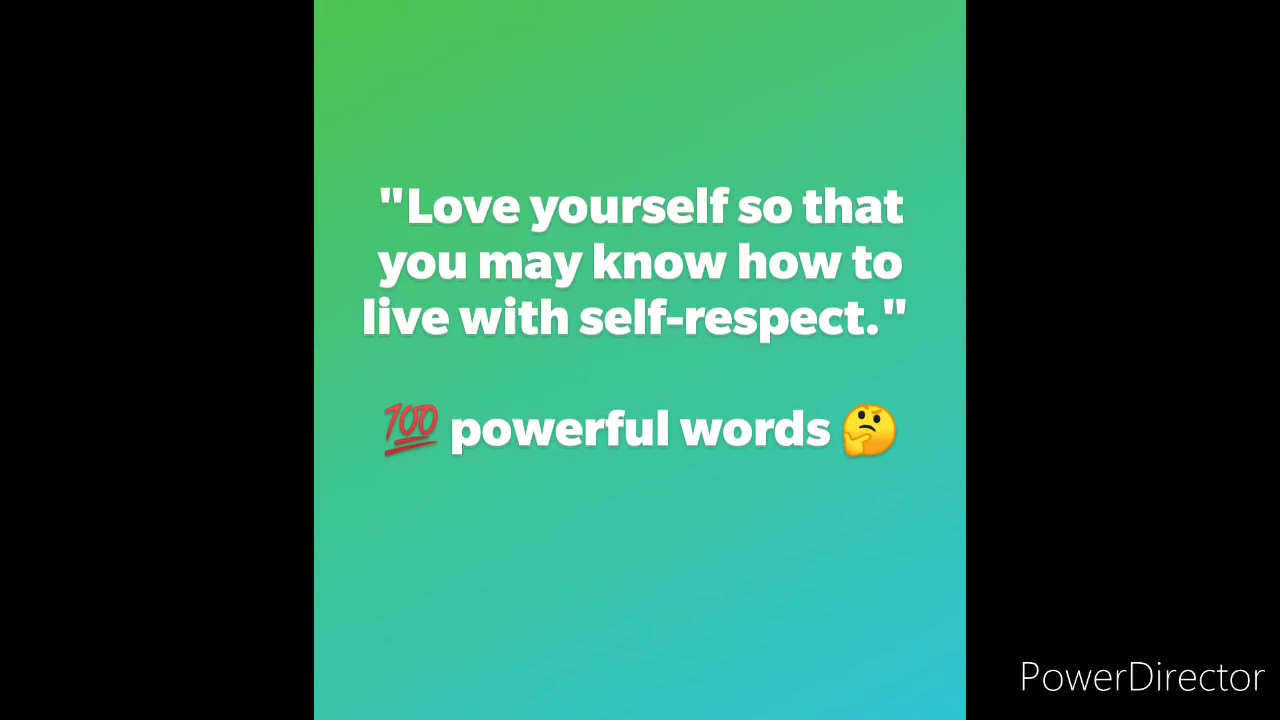 "Love yourself so that
you may know how to
live with self-respect."
💯 powerful words 🤔
PowerDirector